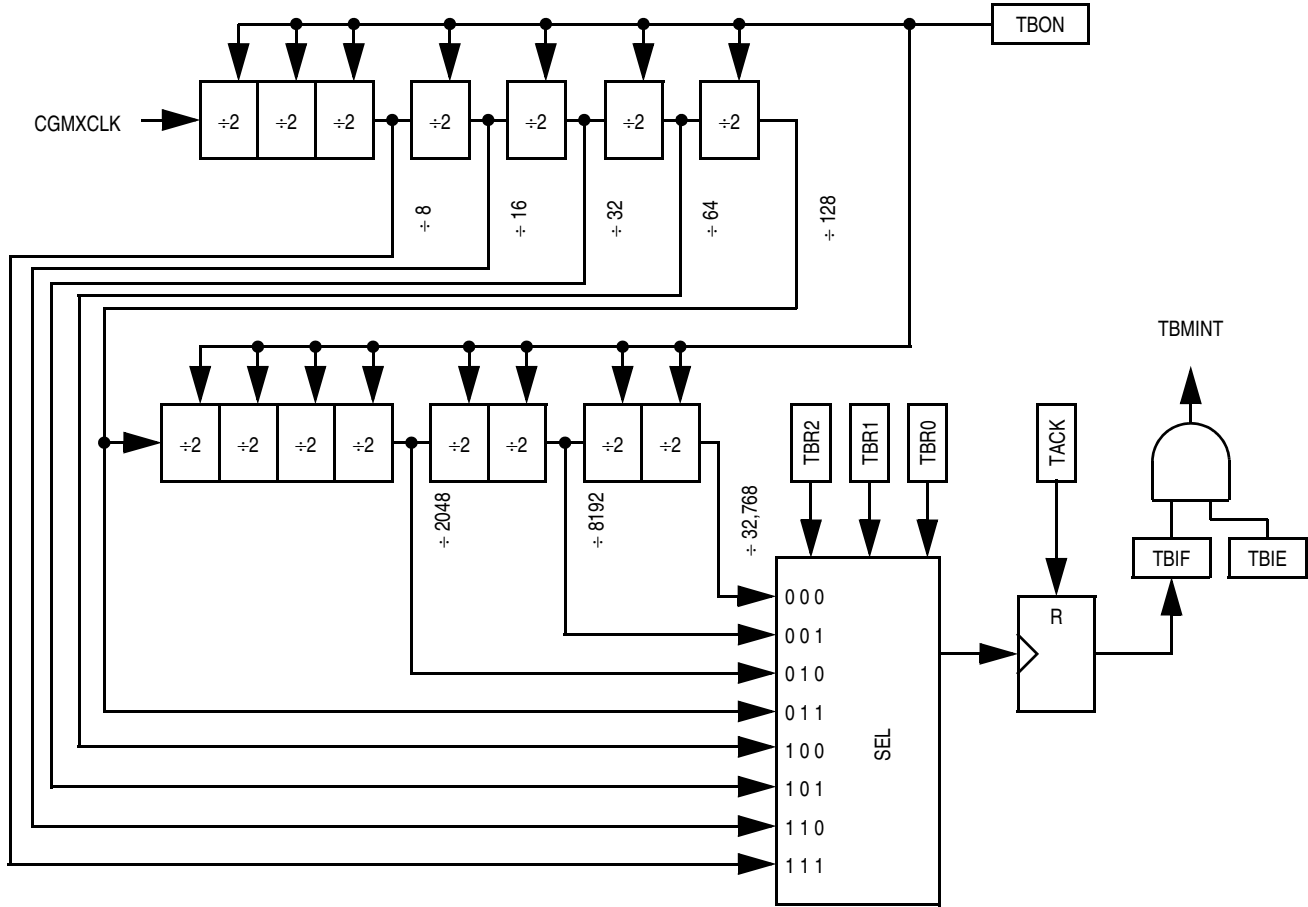 TBON
CGMXCLK
÷2 ÷2 ÷2 ÷2 ÷2 ÷2 ÷2
÷ 8
÷ 16
÷ 32
÷ 64
÷ 128
TBMINT
÷2 ÷2 ÷2 ÷2 ÷2 ÷2 ÷2 ÷2
÷ 2048
÷ 8192
÷ 32,768
TBR2
TBR1
TBR0
TACK
TBIF
TBIE
0 0 0
0 0 1
0 1 0
0 1 1
1 0 0
1 0 1
1 1 0
1 1 1
SEL
R